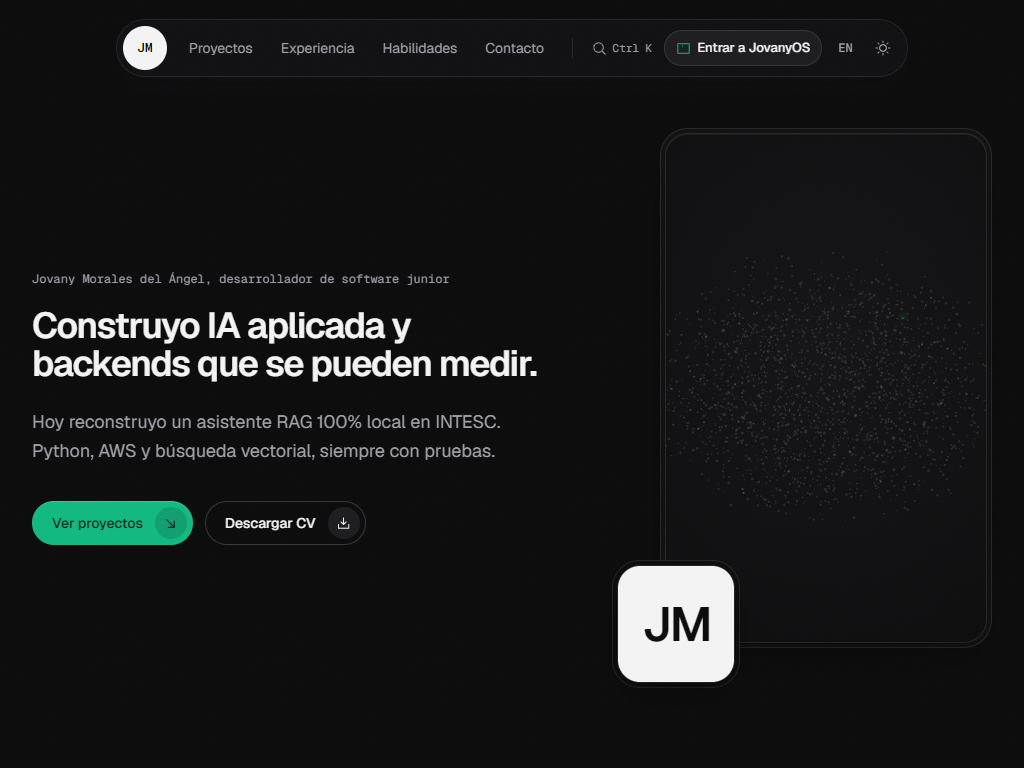 JM
Proyectos
Experiencia
Habilidades
Contacto
Ctrl K
Entrar a JovanyOS
EN
Jovany Morales del Ángel, desarrollador de software junior
Construyo IA aplicada y
backends que se pueden medir.
Hoy reconstruyo un asistente RAG 100% local en INTESC.
Python, AWS y búsqueda vectorial, siempre con pruebas.
Ver proyectos
Descargar CV
JM